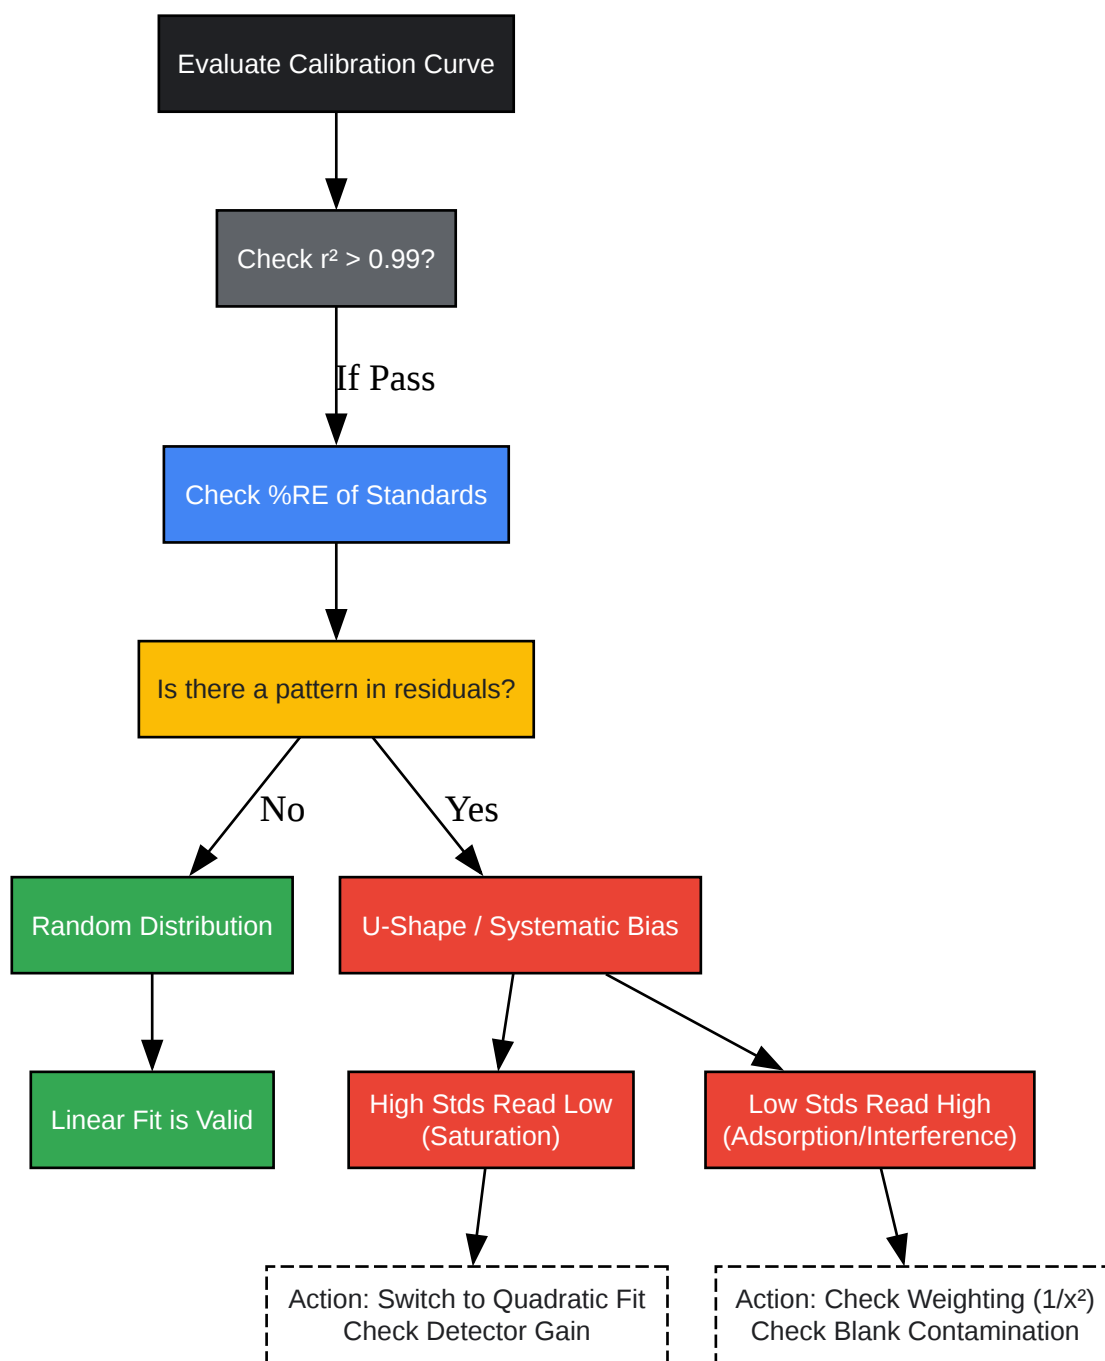 Evaluate Calibration Curve
Check r² > 0.99?
If Pass
Check %RE of Standards
Is there a pattern in residuals?
No
Yes
Random Distribution
U-Shape / Systematic Bias
Linear Fit is Valid
High Stds Read Low
(Saturation)
Low Stds Read High
(Adsorption/Interference)
Action: Switch to Quadratic Fit
Check Detector Gain
Action: Check Weighting (1/x²)
Check Blank Contamination